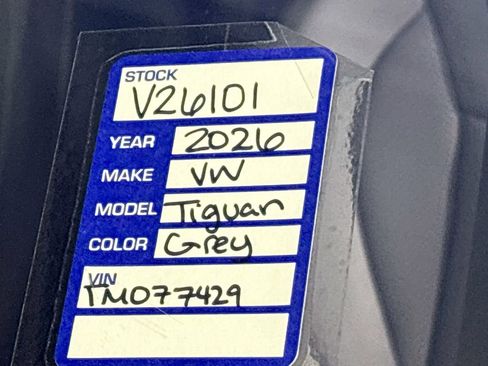 STOCK
V26101
YEAR 2026
MAKE VW
MODEL Tiguan
COLOR Grey
VIN
TM077429